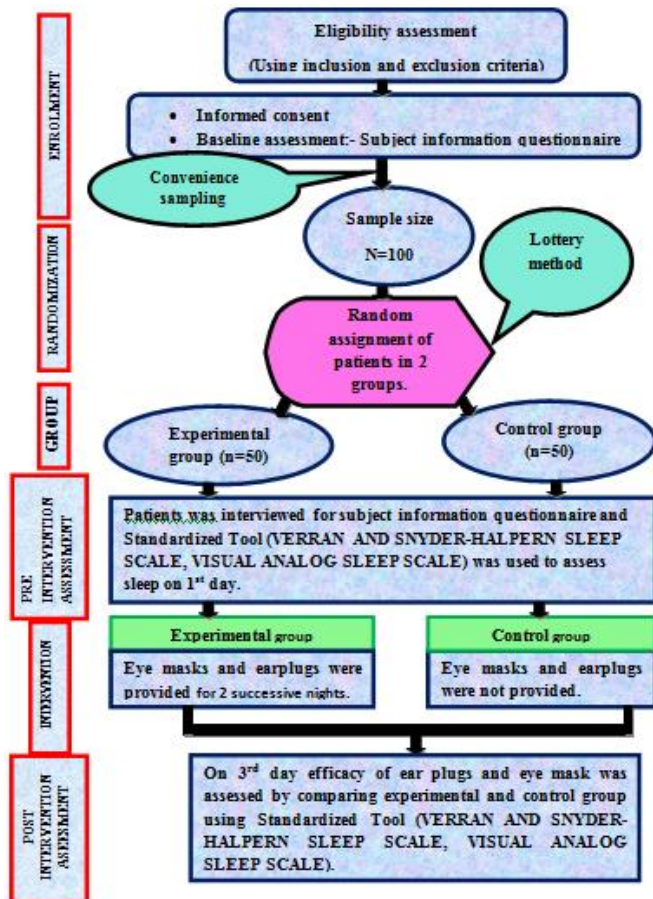 ENROLMENT
Eligibility assessment
(Using inclusion and exclusion criteria)
• Informed consent
• Baseline assessment:- Subject information questionnaire
Convenience
sampling
Sample size
N=100
RANDOMIZATION
Lottery
method
Random
assignment of
patients in 2
groups.
GROUP
Experimental
group (n=50)
Control group
(n=50)
PRE
INTERVENTION
ASSESSMENT
Patients was interviewed for subject information questionnaire and
Standardized Tool (VERRAN AND SNYDER-HALPERN SLEEP
SCALE, VISUAL ANALOG SLEEP SCALE) was used to assess
sleep on 1st day.
INTERVENTION
Experimental group
Eye masks and earplugs were
provided for 2 successive nights.
Control group
Eye masks and earplugs
were not provided.
POST
INTERVENTION
ASSESMENT
On 3rd day efficacy of ear plugs and eye mask was
assessed by comparing experimental and control group
using Standardized Tool (VERRAN AND SNYDER-
HALPERN SLEEP SCALE, VISUAL ANALOG
SLEEP SCALE).